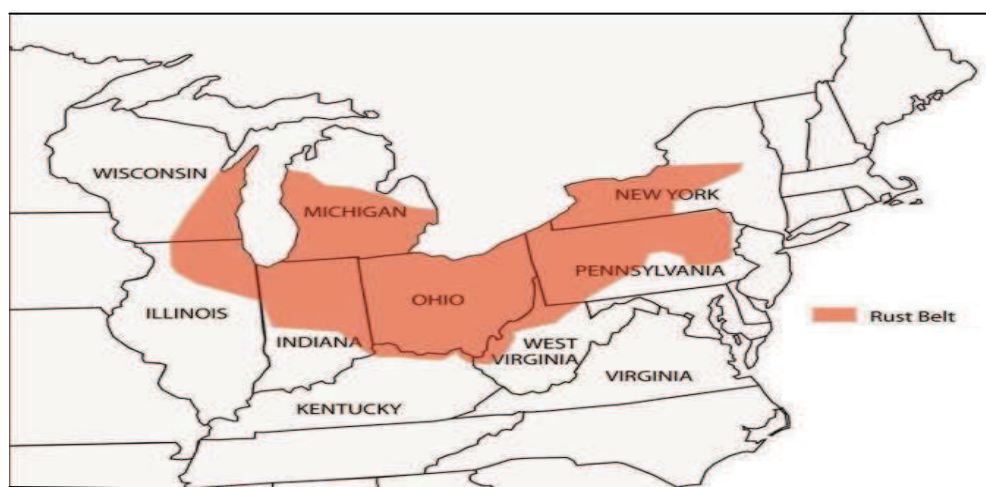 WISCONSIN
MICHIGAN
NEW YORK
PENNSYLVANIA
ILLINOIS
OHIO
Rust Belt
INDIANA
WEST
VIRGINIA
VIRGINIA
KENTUCKY